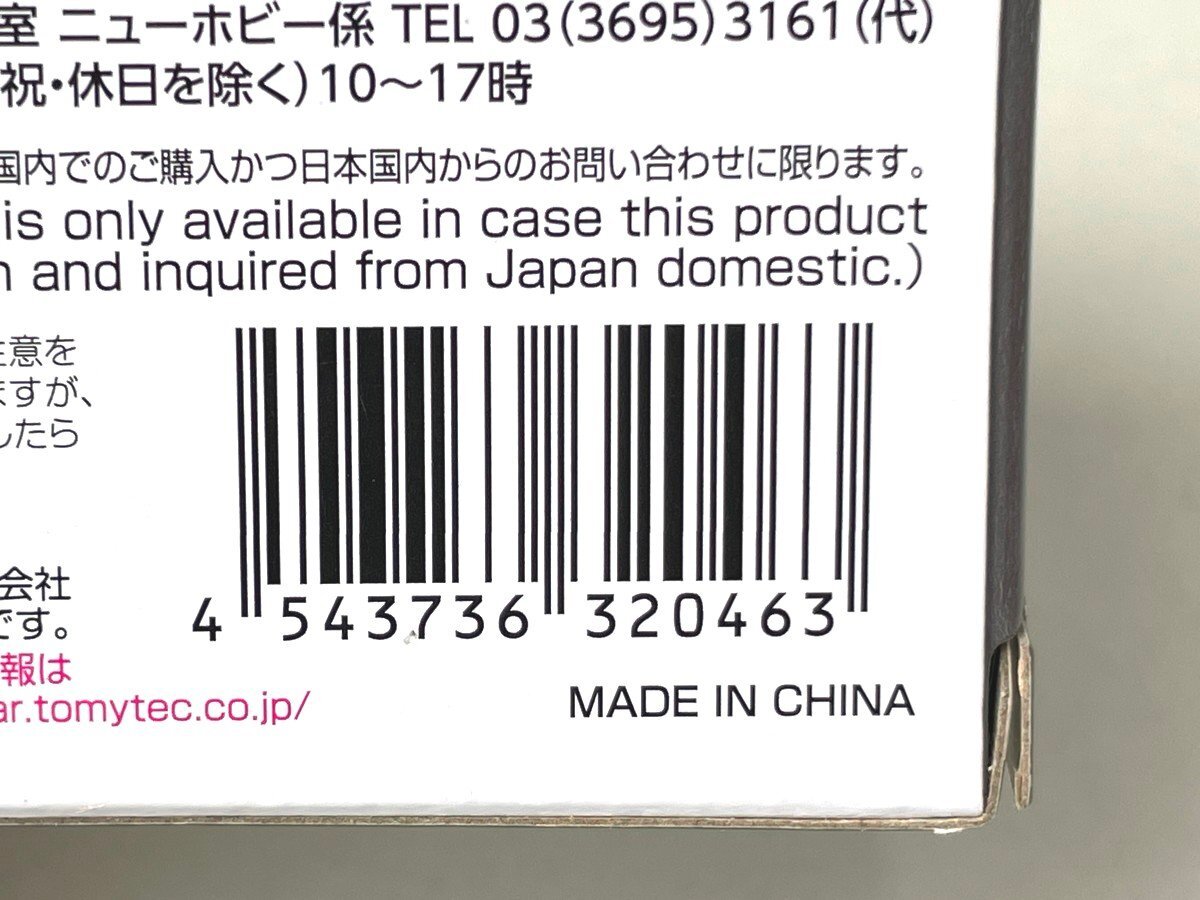 室 ニューホビー係 TEL 03(3695)3161(代)
祝・休日を除く)10～17時
国内でのご購入かつ日本国内からのお問い合わせに限ります。
is only available in case this product
and inquired from Japan domestic.)
意を
ますが、
したら
会社
です。
報は
ar.tomytec.co.jp/
4 543736 320463
MADE IN CHINA